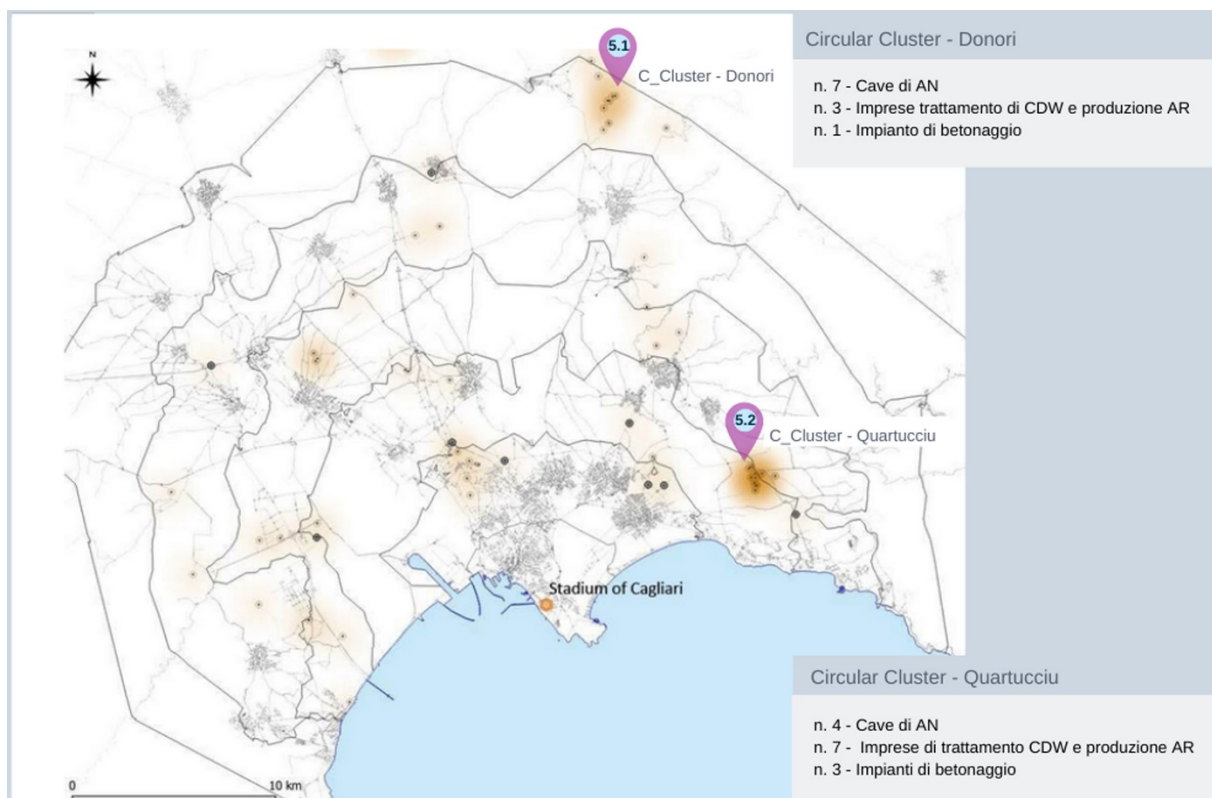 N
5.1
C_Cluster - Donori
Circular Cluster - Donori
n. 7 - Cave di AN
n. 3 - Imprese trattamento di CDW e produzione AR
n. 1 - Impianto di betonaggio
5.2
C_Cluster - Quartucciu
Stadium of Cagliari
Circular Cluster - Quartucciu
n. 4 - Cave di AN
n. 7 -  Imprese di trattamento CDW e produzione AR
n. 3 - Impianti di betonaggio
0
10 km